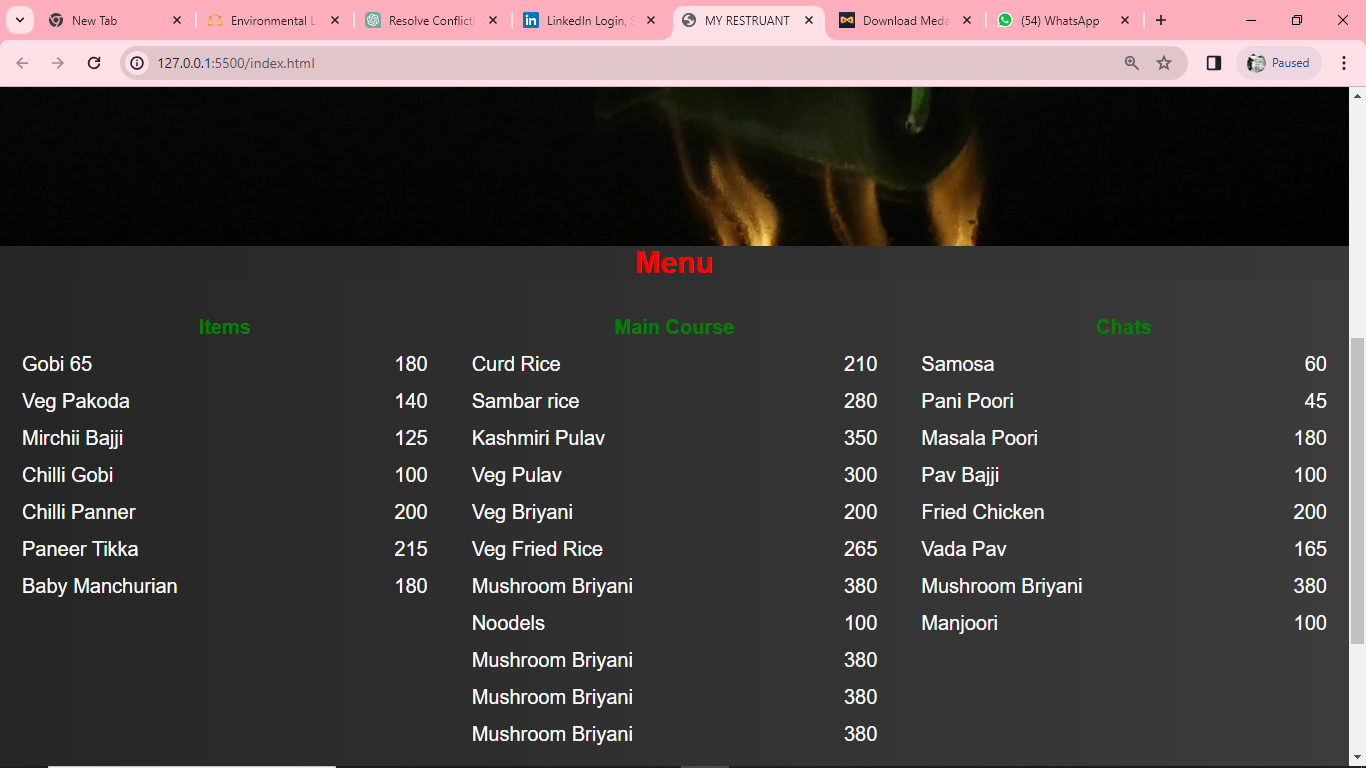 New Tab
Environmental L
Resolve Conflicti
LinkedIn Login, S
MY RESTRUANT
Download Meda
(54) WhatsApp
127.0.0.1:5500/index.html
Paused
Menu
Items
Gobi 65 180
Veg Pakoda 140
Mirchii Bajji 125
Chilli Gobi 100
Chilli Panner 200
Paneer Tikka 215
Baby Manchurian 180
Main Course
Curd Rice 210
Sambar rice 280
Kashmiri Pulav 350
Veg Pulav 300
Veg Briyani 200
Veg Fried Rice 265
Mushroom Briyani 380
Noodels 100
Mushroom Briyani 380
Mushroom Briyani 380
Mushroom Briyani 380
Chats
Samosa 60
Pani Poori 45
Masala Poori 180
Pav Bajji 100
Fried Chicken 200
Vada Pav 165
Mushroom Briyani 380
Manjoori 100